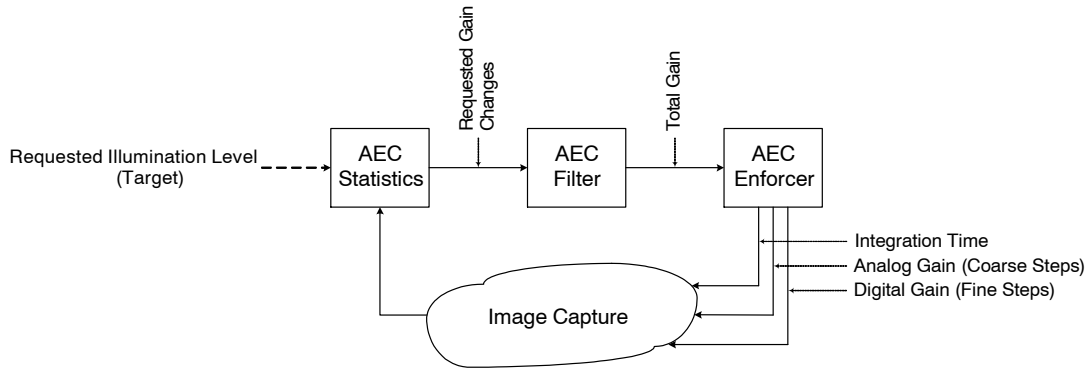 Requested Gain
Changes
Total Gain
Requested Illumination Level
(Target)
AEC
Statistics
AEC
Filter
AEC
Enforcer
Integration Time
Analog Gain (Coarse Steps)
Digital Gain (Fine Steps)
Image Capture